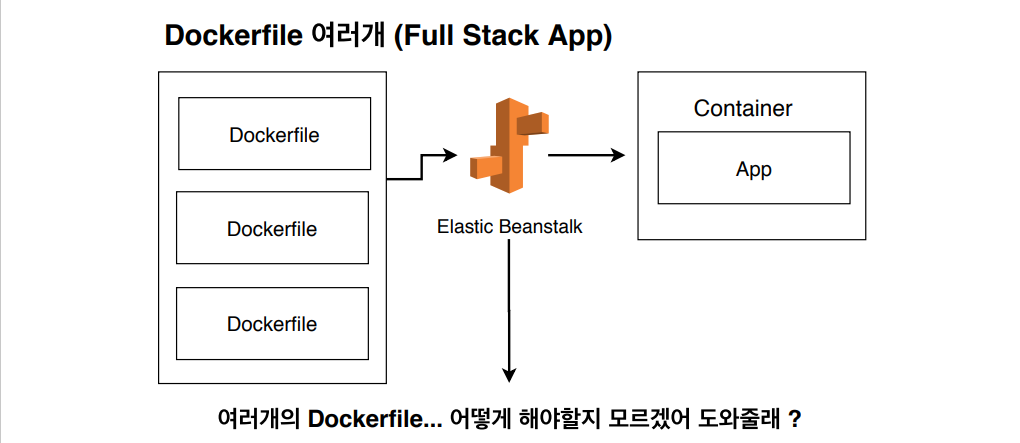 Dockerfile 여러개 (Full Stack App)
Dockerfile
Dockerfile
Dockerfile
Elastic Beanstalk
Container
App
여러개의 Dockerfile... 어떻게 해야할지 모르겠어 도와줄래 ?